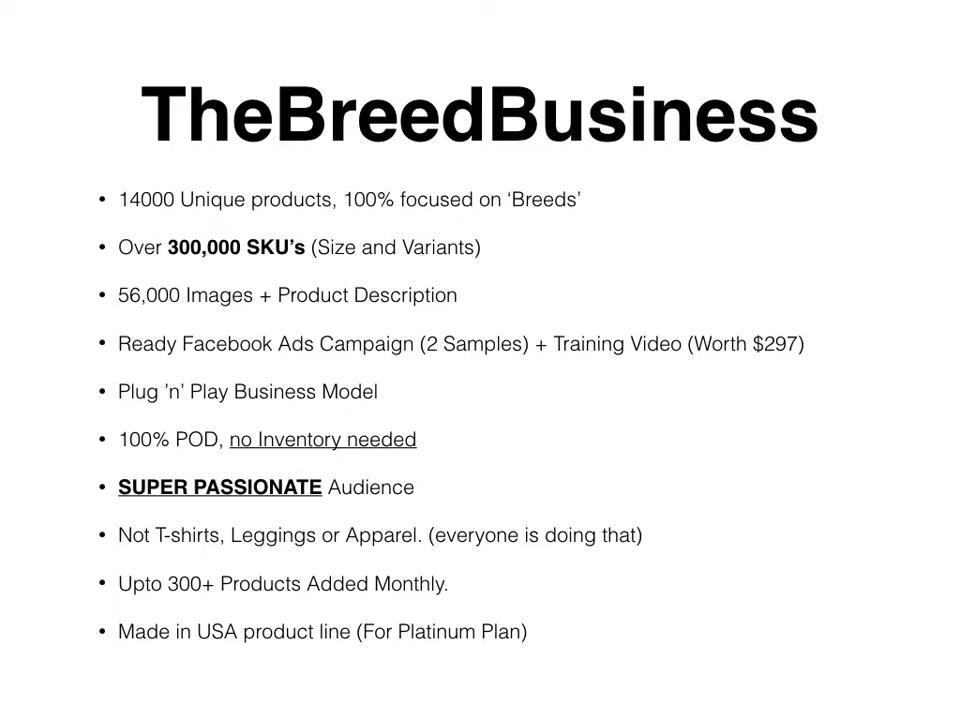 TheBreedBusiness
• 14000 Unique products, 100% focused on ‘Breeds’
• Over 300,000 SKU’s (Size and Variants)
• 56,000 Images + Product Description
• Ready Facebook Ads Campaign (2 Samples) + Training Video (Worth $297)
• Plug ’n’ Play Business Model
• 100% POD, no Inventory needed
• SUPER PASSIONATE Audience
• Not T-shirts, Leggings or Apparel. (everyone is doing that)
• Upto 300+ Products Added Monthly.
• Made in USA product line (For Platinum Plan)